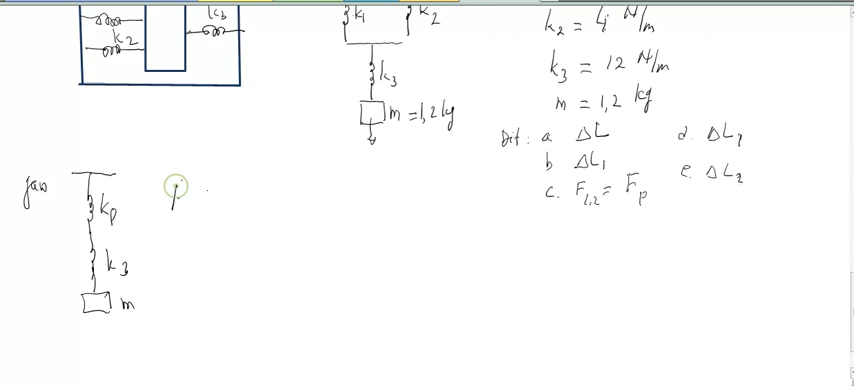 k3
k2
k1 k2
k3
m = 1,2 kg
k2 = 4 N/m
k3 = 12 N/m
m = 1,2 kg
Dit : a ΔL d. ΔL1
b ΔL1 e. ΔL2
c. F1,2 = Fp
jaw
kp
k3
m